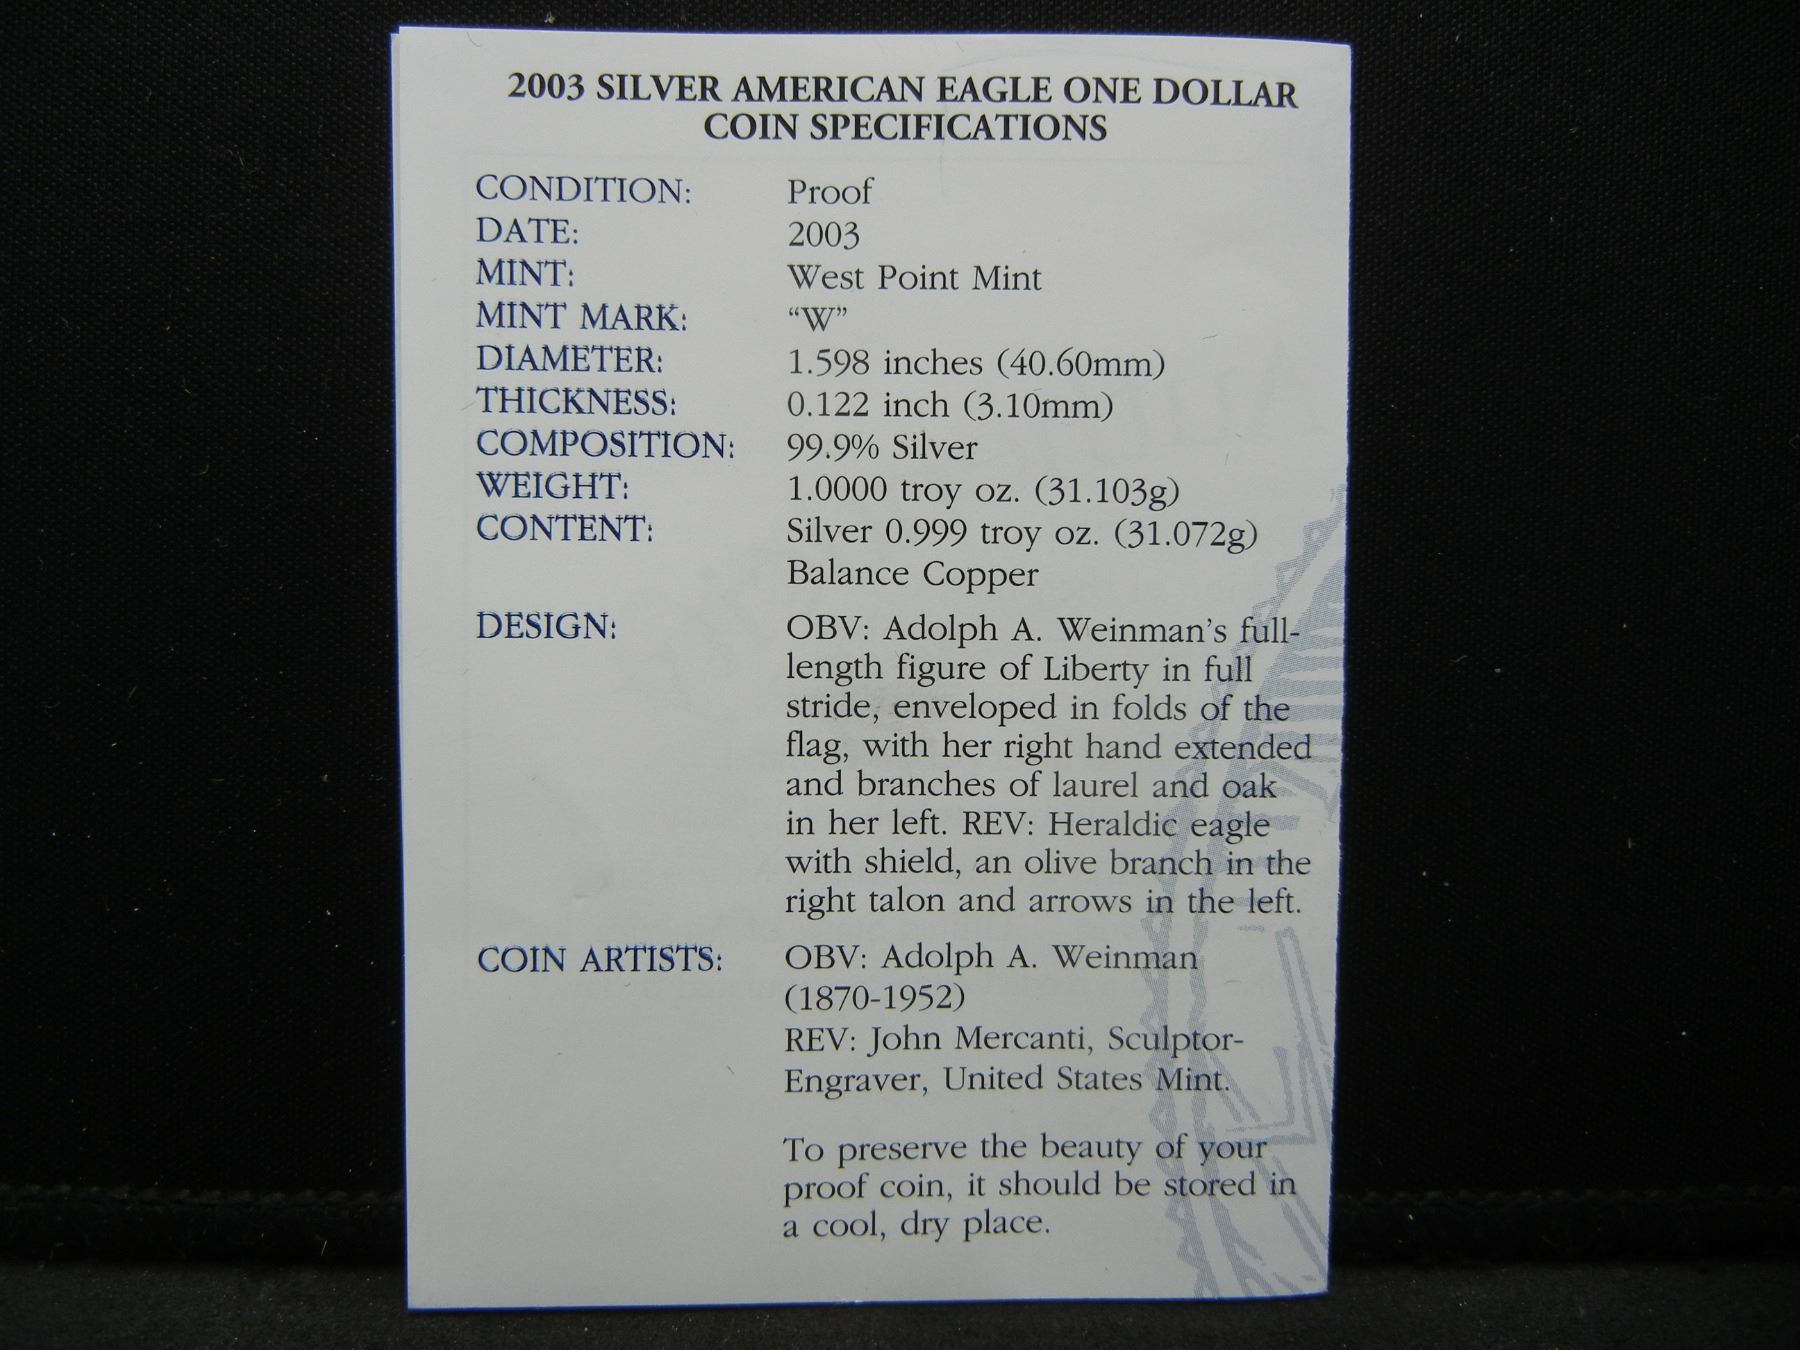 2003 SILVER AMERICAN EAGLE ONE DOLLAR
COIN SPECIFICATIONS
CONDITION: Proof
DATE: 2003
MINT: West Point Mint
MINT MARK: “W”
DIAMETER: 1.598 inches (40.60mm)
THICKNESS: 0.122 inch (3.10mm)
COMPOSITION: 99.9% Silver
WEIGHT: 1.0000 troy oz. (31.103g)
CONTENT: Silver 0.999 troy oz. (31.072g)
Balance Copper
DESIGN: OBV: Adolph A. Weinman’s full-
length figure of Liberty in full
stride, enveloped in folds of the
flag, with her right hand extended
and branches of laurel and oak
in her left. REV: Heraldic eagle
with shield, an olive branch in the
right talon and arrows in the left.
COIN ARTISTS: OBV: Adolph A. Weinman
(1870-1952)
REV: John Mercanti, Sculptor-
Engraver, United States Mint.
To preserve the beauty of your
proof coin, it should be stored in
a cool, dry place.